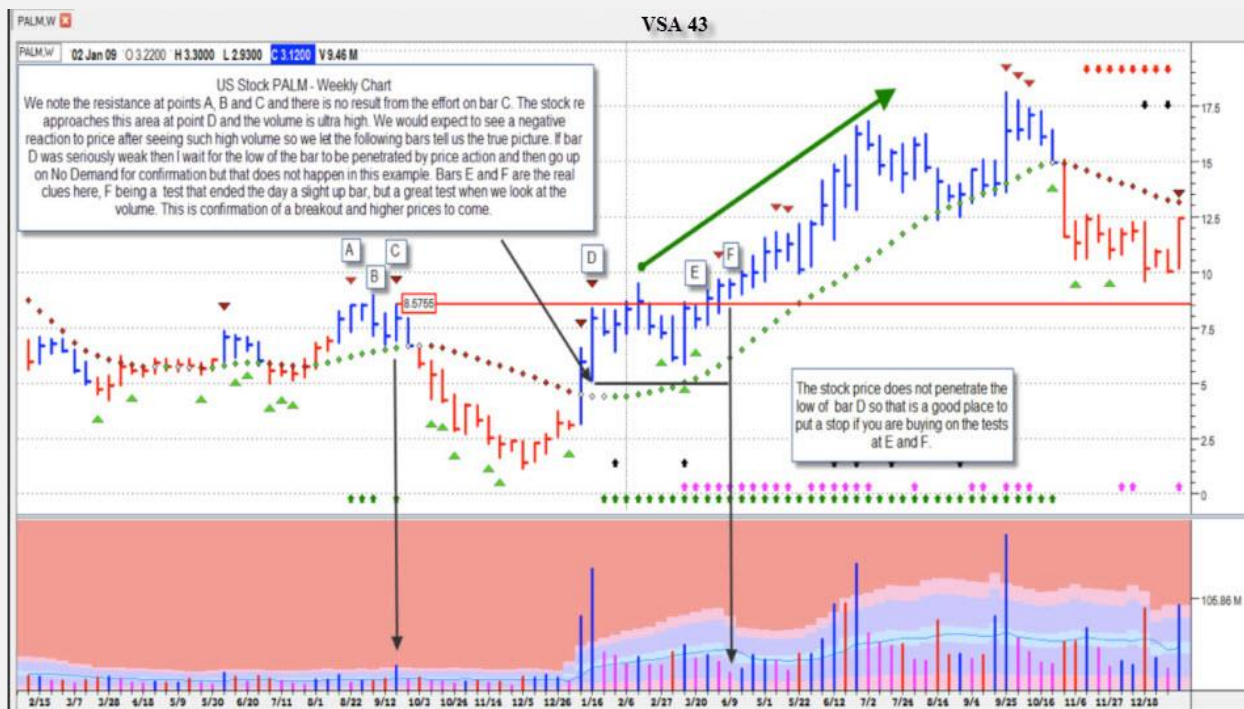 PALM,W
VSA 43
PALM,W 02 Jan 09 O 3.2200 H 3.3000 L 2.9300 C 3.1200 V 9.46 M
US Stock PALM - Weekly Chart
We note the resistance at points A, B and C and there is no result from the effort on bar C. The stock re
approaches this area at point D and the volume is ultra high. We would expect to see a negative
reaction to price after seeing such high volume so we let the following bars tell us the true picture. If bar
D was seriously weak then I wait for the low of the bar to be penetrated by price action and then go up
on No Demand for confirmation but that does not happen in this example. Bars E and F are the real
clues here, F being a test that ended the day a slight up bar, but a great test when we look at the
volume. This is confirmation of a breakout and higher prices to come.
A
B
C
D
E
F
8.5755
The stock price does not penetrate the
low of bar D so that is a good place to
put a stop if you are buying on the tests
at E and F.
17.5
15
12.5
10
7.5
5
2.5
0
105.86 M
2/15 3/7 3/28 4/18 5/9 5/30 6/20 7/11 8/1 8/22 9/12 10/3 10/26 11/16 12/5 12/26 1/16 2/6 2/27 3/20 4/9 5/1 5/22 6/12 7/2 7/26 8/16 9/4 9/25 10/16 11/6 11/27 12/18